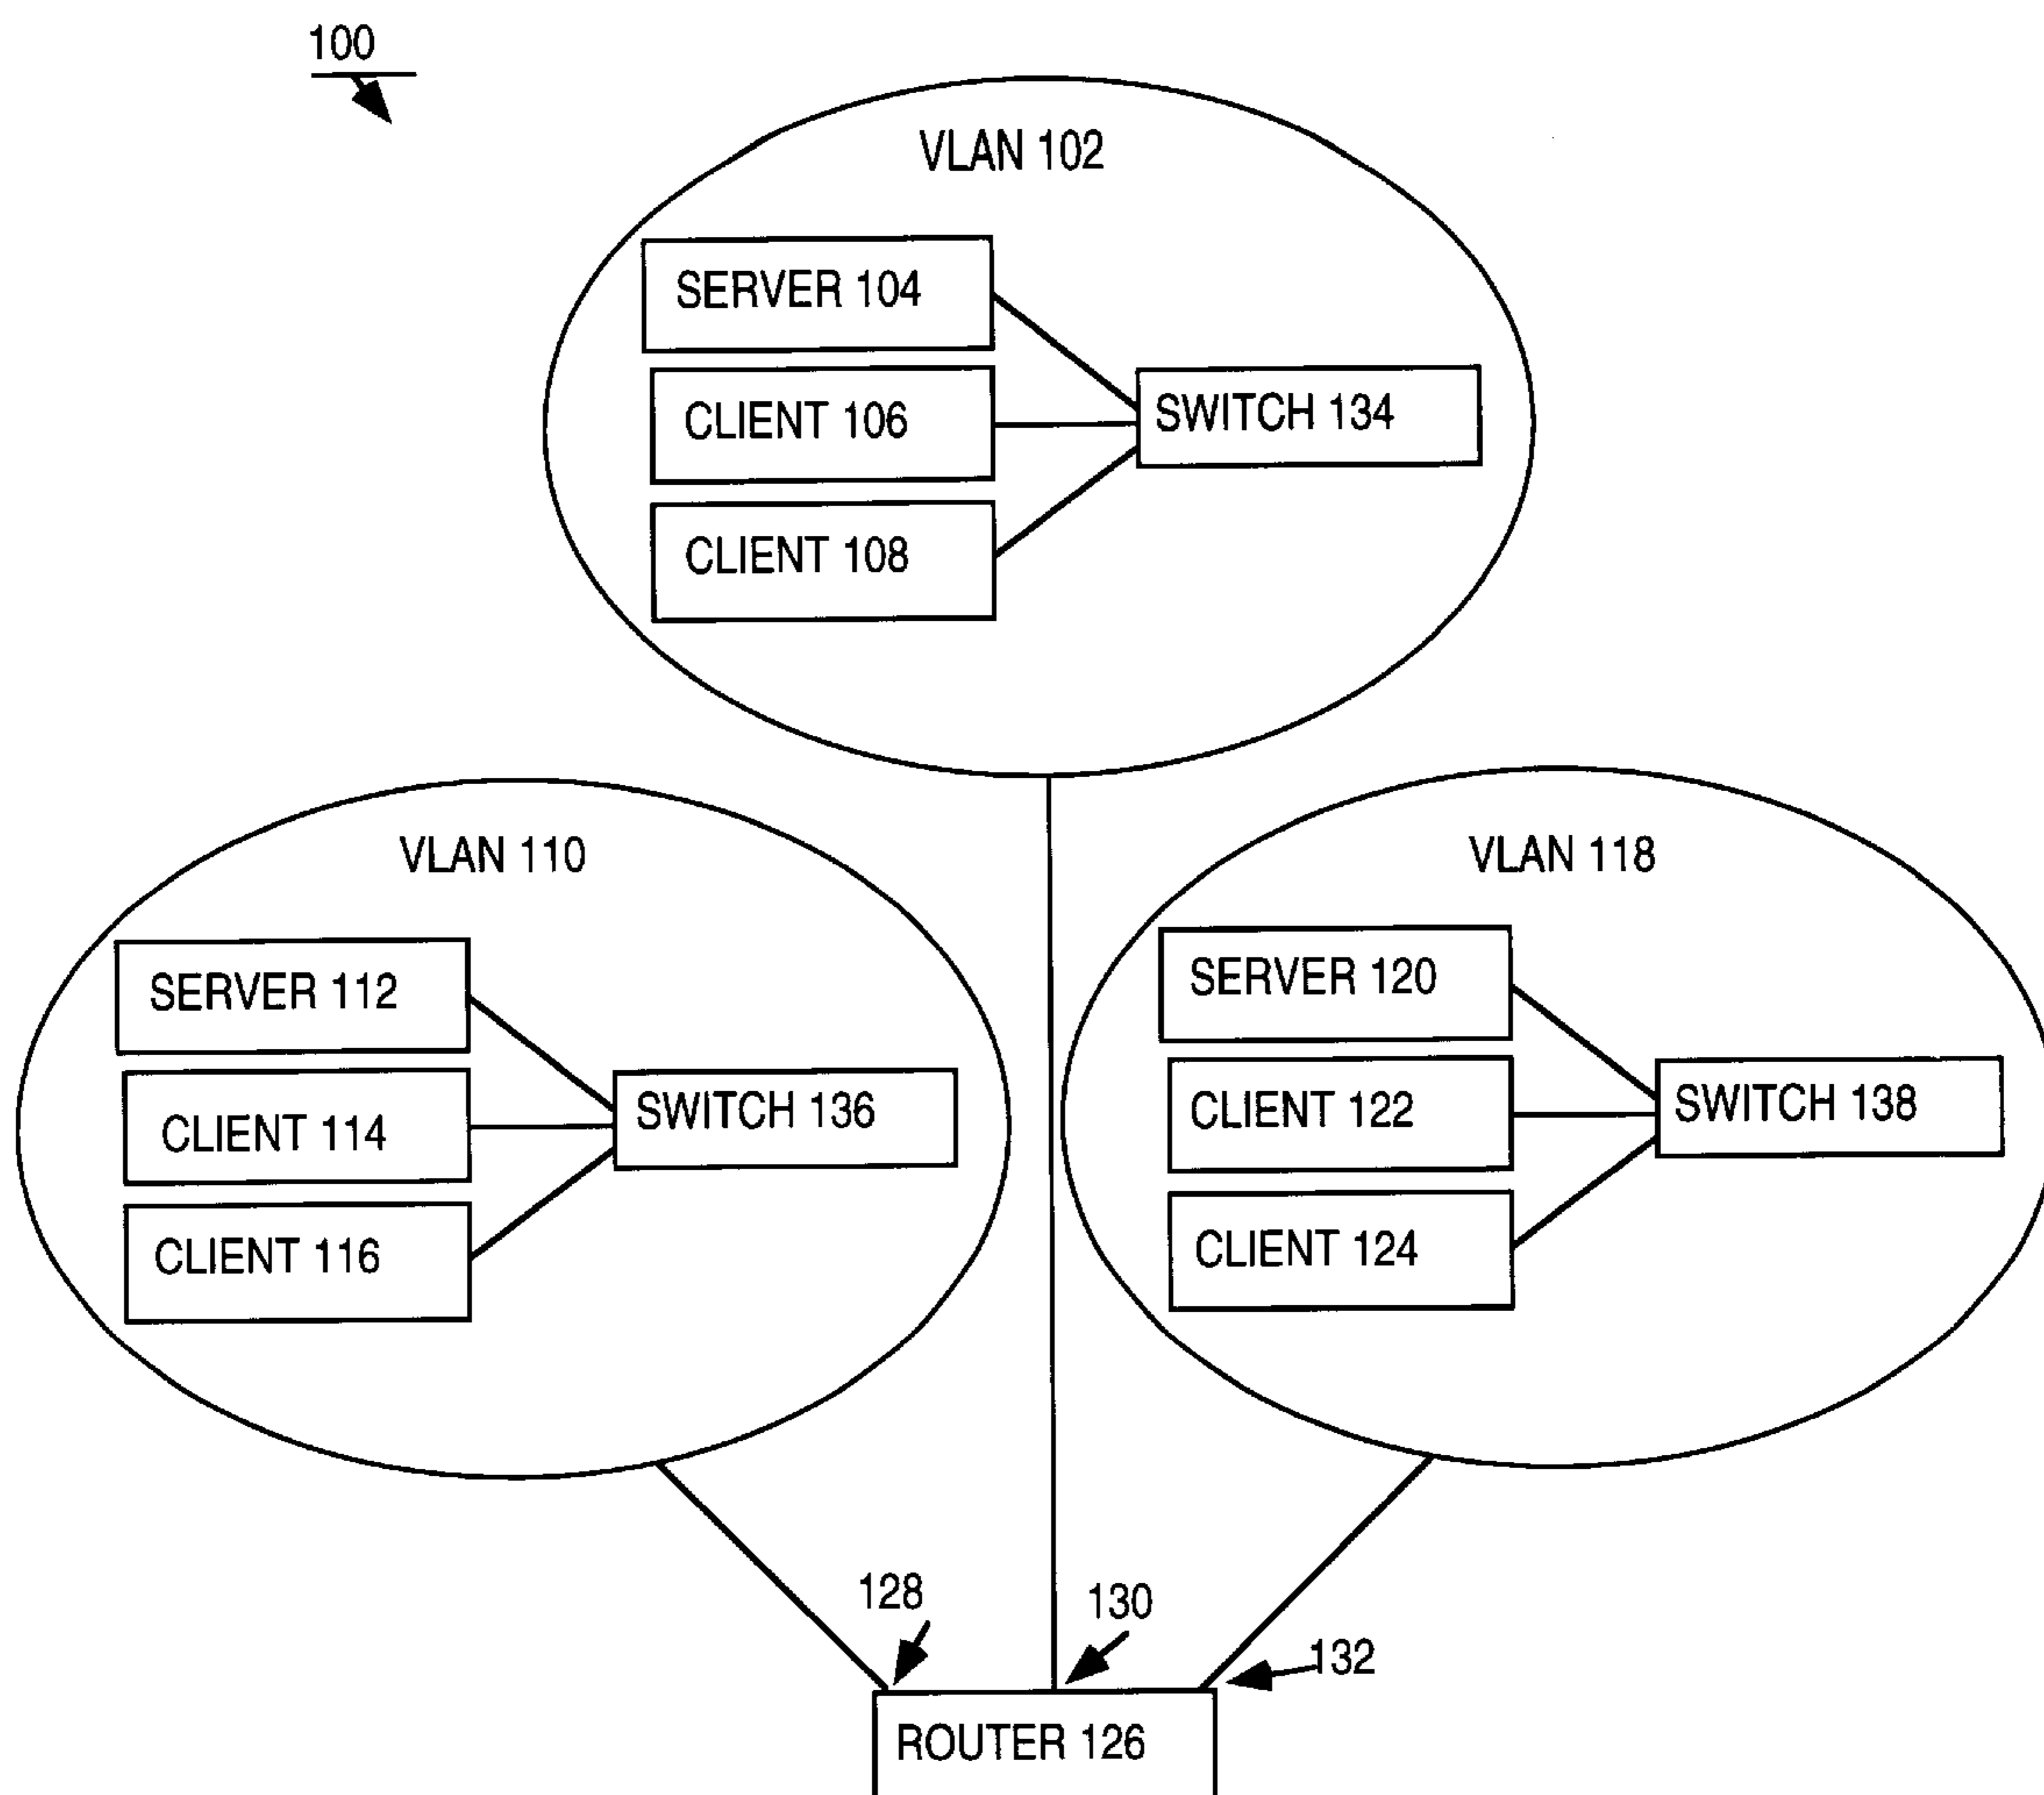 100
VLAN 102
SERVER 104
CLIENT 106
SWITCH 134
CLIENT 108
VLAN 110
SERVER 112
CLIENT 114
SWITCH 136
CLIENT 116
VLAN 118
SERVER 120
CLIENT 122
SWITCH 138
CLIENT 124
128
130
132
ROUTER 126